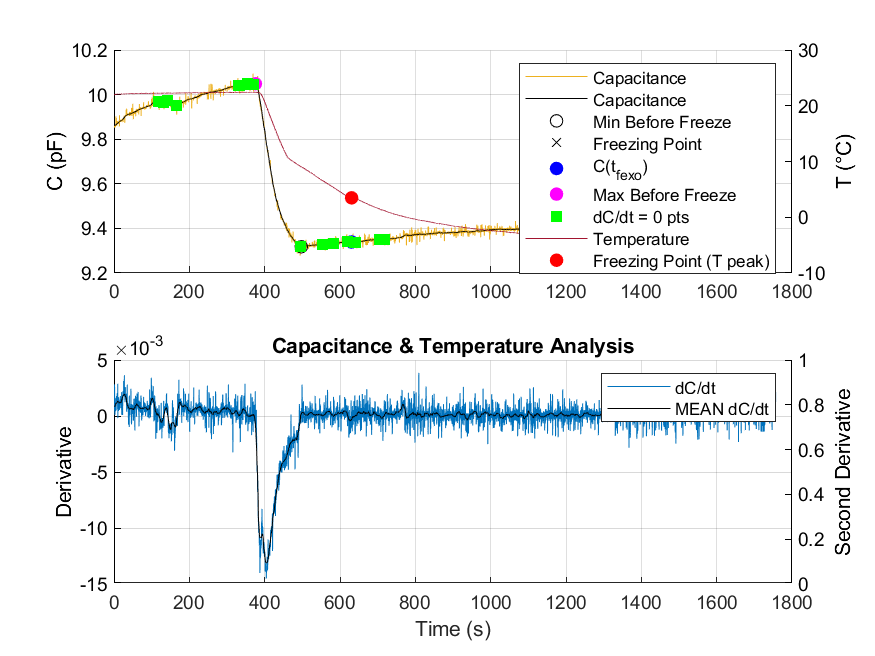 10.2
10
9.8
9.6
9.4
9.2
C (pF)
30
20
10
0
-10
T (°C)
Capacitance
Capacitance
Min Before Freeze
Freezing Point
C(t_fexo)
Max Before Freeze
dC/dt = 0 pts
Temperature
Freezing Point (T peak)
0 200 400 600 800 1000 1200 1400 1600 1800
Capacitance & Temperature Analysis
×10⁻³
5
0
-5
-10
-15
Derivative
1
0.8
0.6
0.4
0.2
0
Second Derivative
dC/dt
MEAN dC/dt
0 200 400 600 800 1000 1200 1400 1600 1800
Time (s)